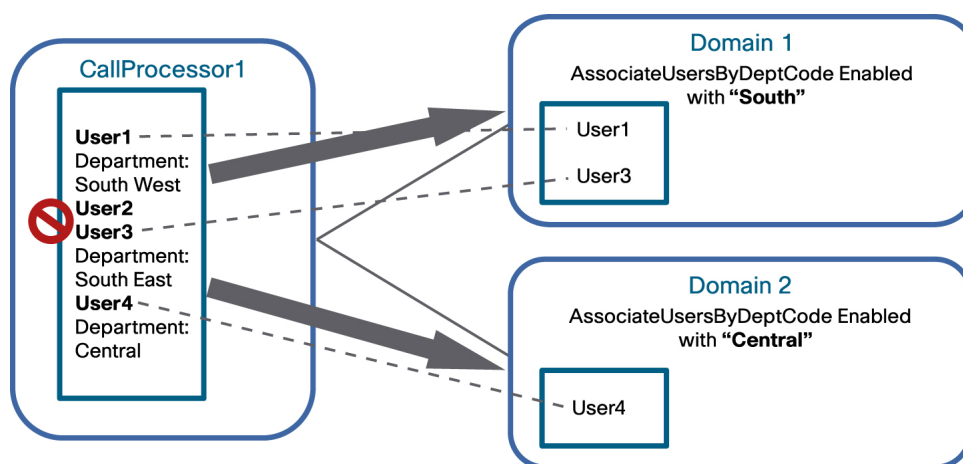 CallProcessor1
User1
Department:
South West
User2
User3
Department:
South East
User4
Department:
Central
Domain 1
AssociateUsersByDeptCode Enabled
with “South”
User1
User3
Domain 2
AssociateUsersByDeptCode Enabled
with “Central”
User4